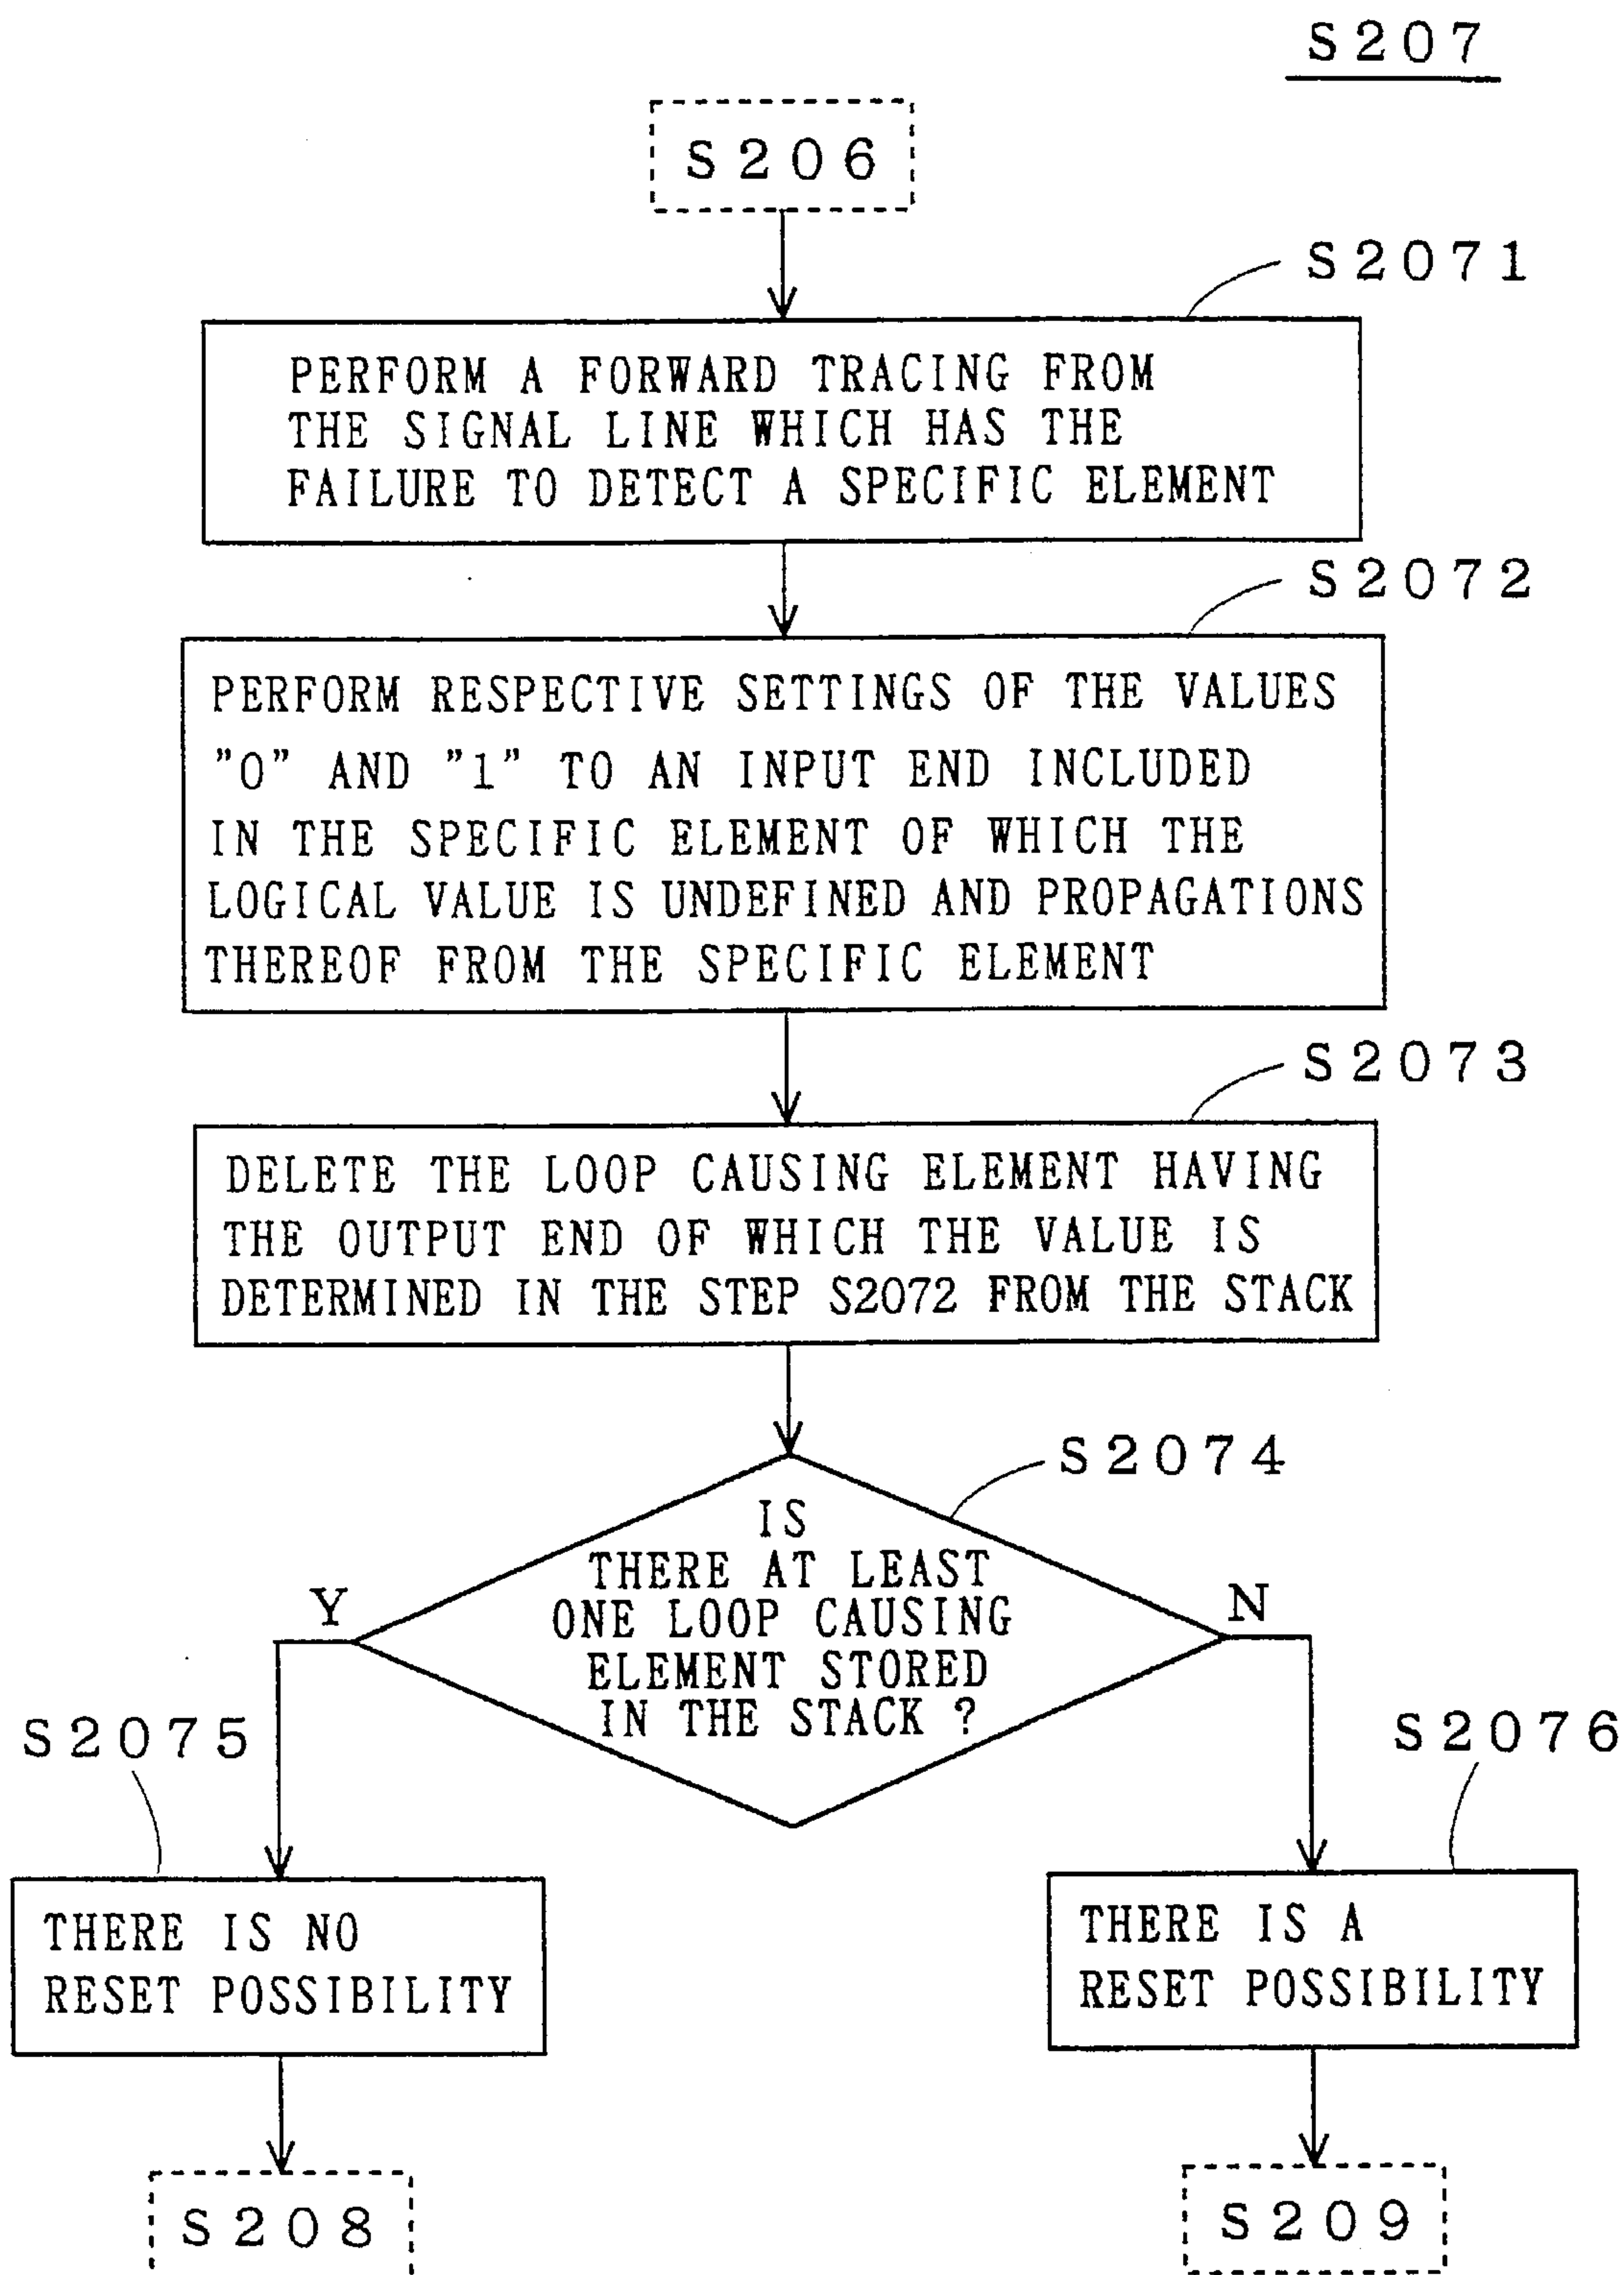 S207
S206
S2071
PERFORM A FORWARD TRACING FROM
THE SIGNAL LINE WHICH HAS THE
FAILURE TO DETECT A SPECIFIC ELEMENT
S2072
PERFORM RESPECTIVE SETTINGS OF THE VALUES
"0" AND "1" TO AN INPUT END INCLUDED
IN THE SPECIFIC ELEMENT OF WHICH THE
LOGICAL VALUE IS UNDEFINED AND PROPAGATIONS
THEREOF FROM THE SPECIFIC ELEMENT
S2073
DELETE THE LOOP CAUSING ELEMENT HAVING
THE OUTPUT END OF WHICH THE VALUE IS
DETERMINED IN THE STEP S2072 FROM THE STACK
S2074
IS
THERE AT LEAST
ONE LOOP CAUSING
ELEMENT STORED
IN THE STACK ?
Y
N
S2075
S2076
THERE IS NO
RESET POSSIBILITY
THERE IS A
RESET POSSIBILITY
S208
S209